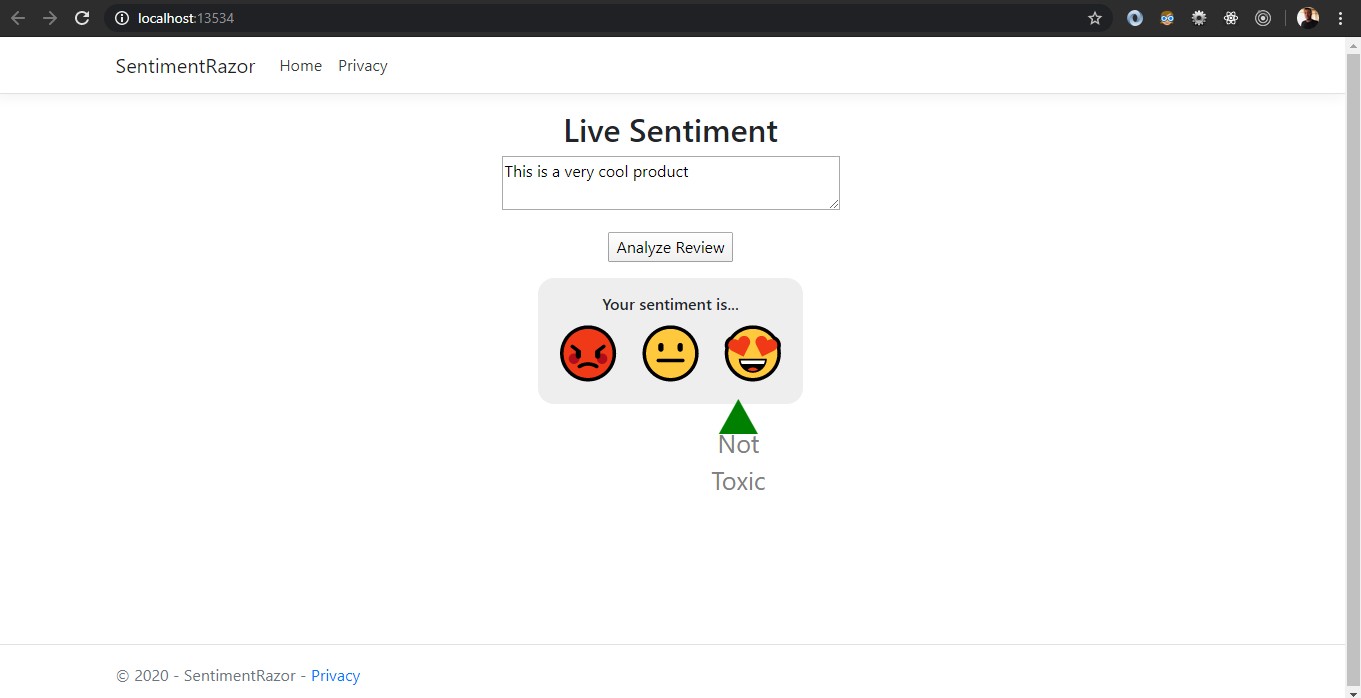 localhost:13534
SentimentRazor Home Privacy
Live Sentiment
This is a very cool product
Analyze Review
Your sentiment is...
Not
Toxic
© 2020 - SentimentRazor - Privacy